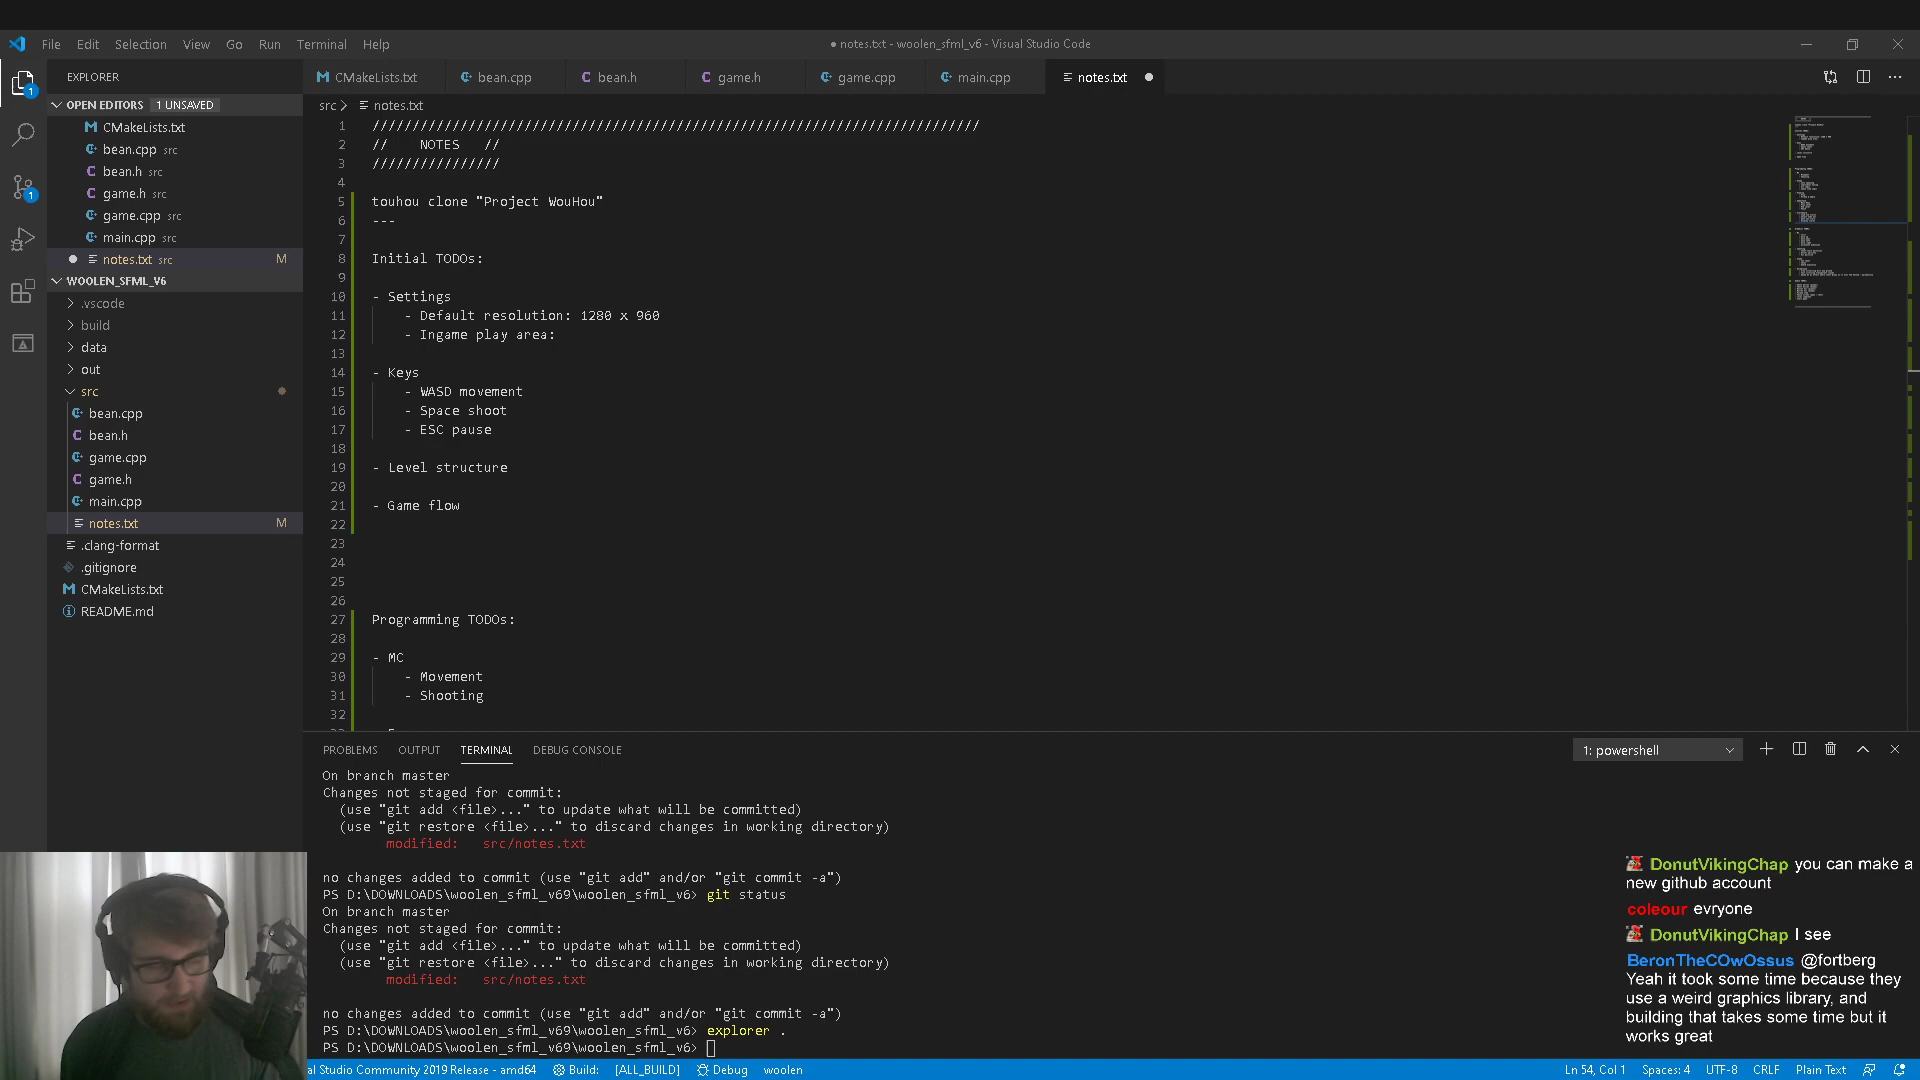 File Edit Selection View Go Run Terminal Help
● notes.txt - woolen_sfml_v6 - Visual Studio Code
EXPLORER
CMakeLists.txt bean.cpp bean.h game.h game.cpp main.cpp notes.txt
OPEN EDITORS 1 UNSAVED
CMakeLists.txt
bean.cpp src
bean.h src
game.h src
game.cpp src
main.cpp src
notes.txt src M
WOOLEN_SFML_V6
.vscode
build
data
out
src
bean.cpp
bean.h
game.cpp
game.h
main.cpp
notes.txt M
.clang-format
.gitignore
CMakeLists.txt
README.md
1
1
src > notes.txt
1 ////////////////////////////////////////////////////////////////////////////
2 // NOTES //
3 ////////////////
4
5 touhou clone "Project WouHou"
6 ---
7
8 Initial TODOs:
9
10 - Settings
11 - Default resolution: 1280 x 960
12 - Ingame play area:
13
14 - Keys
15 - WASD movement
16 - Space shoot
17 - ESC pause
18
19 - Level structure
20
21 - Game flow
22
23
24
25
26
27 Programming TODOs:
28
29 - MC
30 - Movement
31 - Shooting
32
PROBLEMS OUTPUT TERMINAL DEBUG CONSOLE
1: powershell
On branch master
Changes not staged for commit:
(use "git add <file>..." to update what will be committed)
(use "git restore <file>..." to discard changes in working directory)
modified: src/notes.txt
no changes added to commit (use "git add" and/or "git commit -a")
PS D:\DOWNLOADS\woolen_sfml_v69\woolen_sfml_v6> git status
On branch master
Changes not staged for commit:
(use "git add <file>..." to update what will be committed)
(use "git restore <file>..." to discard changes in working directory)
modified: src/notes.txt
no changes added to commit (use "git add" and/or "git commit -a")
PS D:\DOWNLOADS\woolen_sfml_v69\woolen_sfml_v6> explorer .
PS D:\DOWNLOADS\woolen_sfml_v69\woolen_sfml_v6>
DonutVikingChap you can make a
new github account
coleour evryone
DonutVikingChap I see
BeronTheCOwOssus @fortberg
Yeah it took some time because they
use a weird graphics library, and
building that takes some time but it
works great
al Studio Community 2019 Release - amd64 Build: [ALL_BUILD] Debug woolen
Ln 54, Col 1 Spaces: 4 UTF-8 CRLF Plain Text